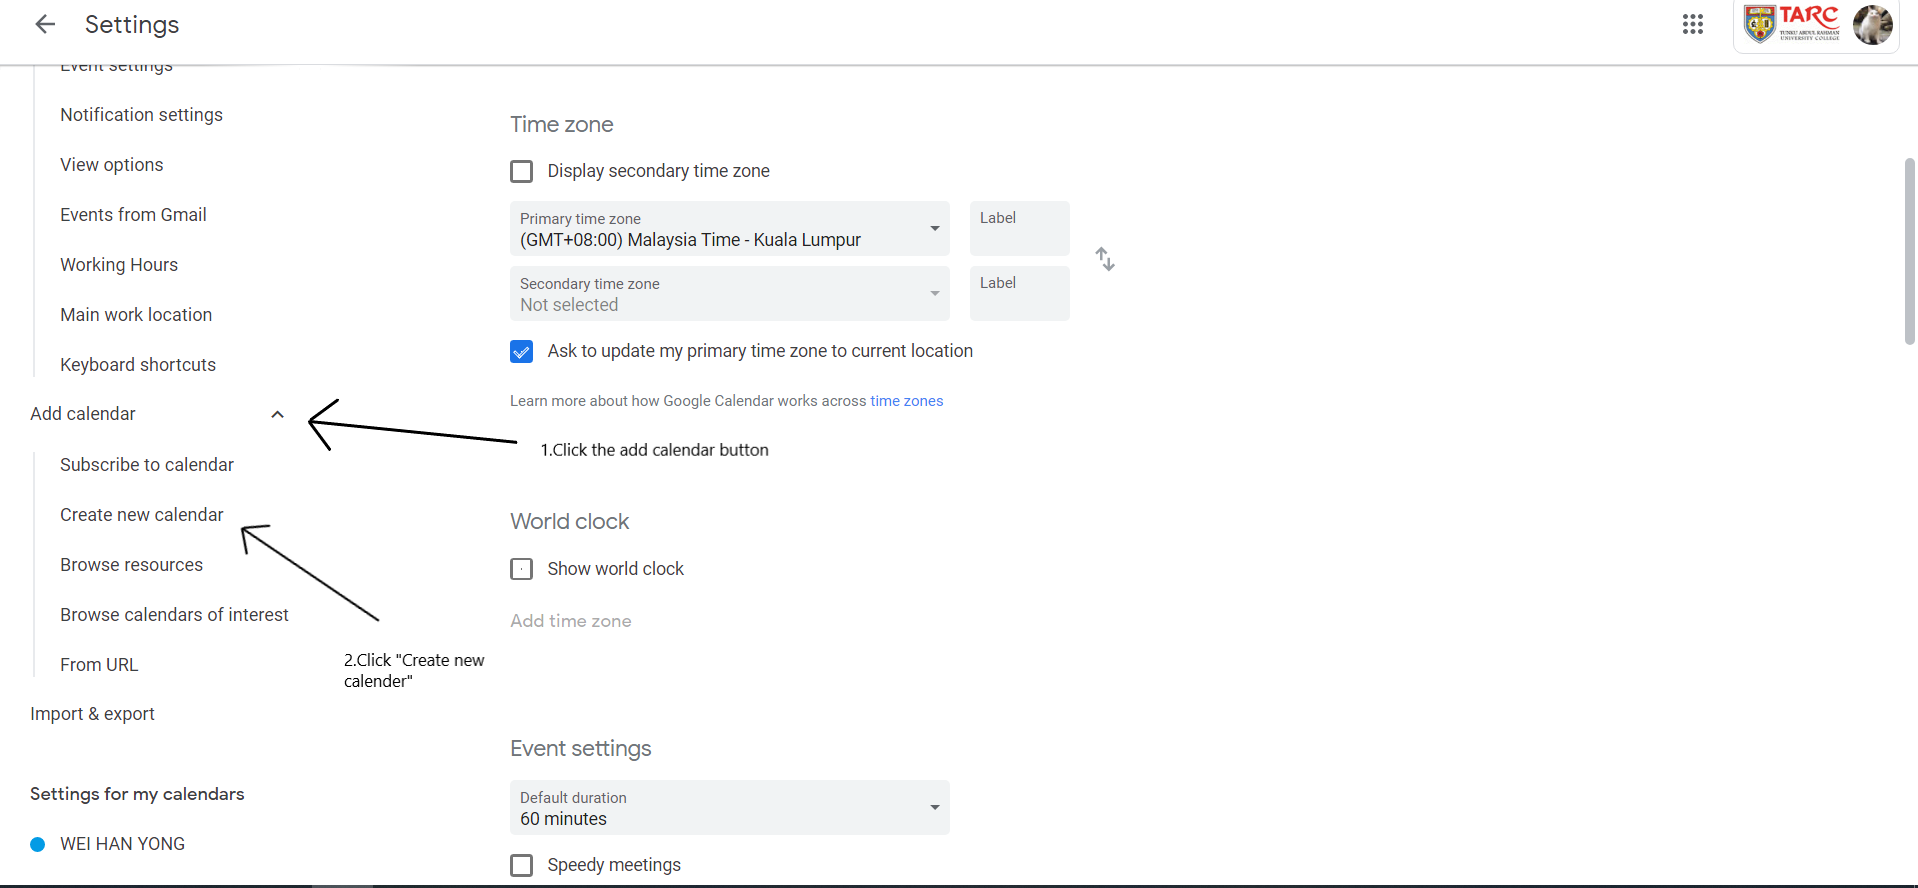 Settings
TARC
TUNKU ABDUL RAHMAN
UNIVERSITY COLLEGE
Event settings
Notification settings
View options
Events from Gmail
Working Hours
Main work location
Keyboard shortcuts
Add calendar
Subscribe to calendar
Create new calendar
Browse resources
Browse calendars of interest
From URL
Import & export
Settings for my calendars
WEI HAN YONG
Time zone
Display secondary time zone
Primary time zone
(GMT+08:00) Malaysia Time - Kuala Lumpur
Label
Secondary time zone
Not selected
Label
Ask to update my primary time zone to current location
Learn more about how Google Calendar works across time zones
1.Click the add calendar button
World clock
Show world clock
Add time zone
2.Click "Create new
calender"
Event settings
Default duration
60 minutes
Speedy meetings